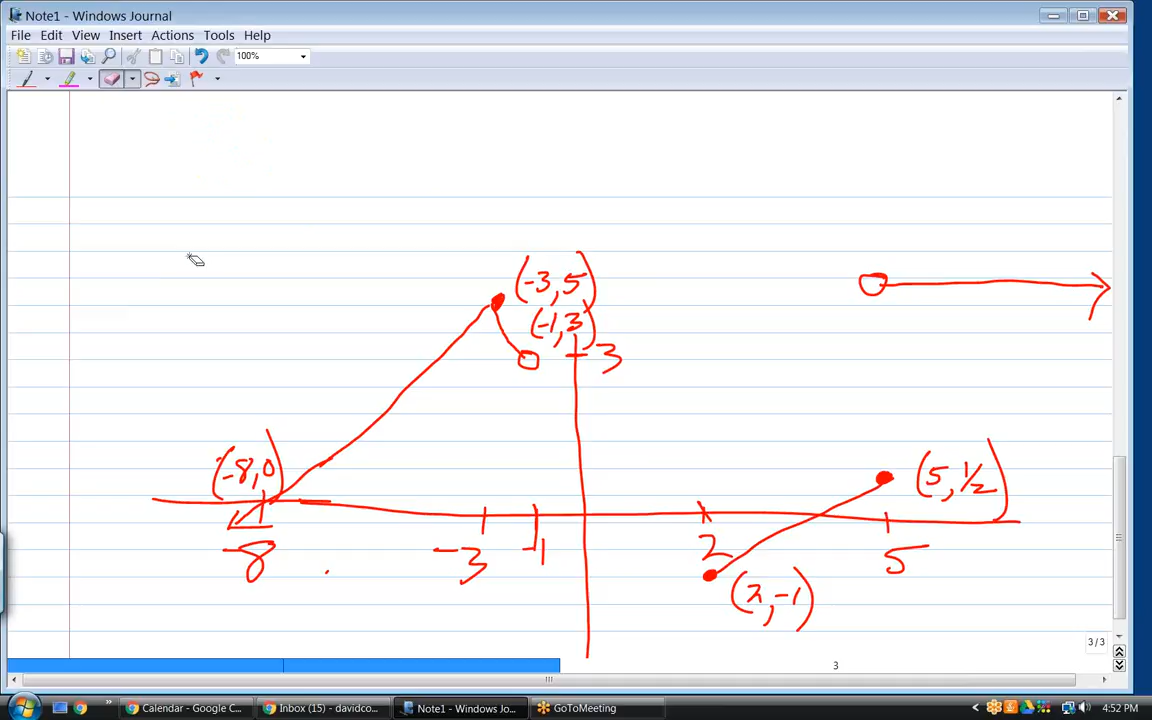 Note1 - Windows Journal
File Edit View Insert Actions Tools Help
100%
(-3,5)
(-1,3)
3
(-8,0)
(5,1/2)
-8
-3
-1
2
5
(2,-1)
3/3
3
Calendar - Google C...
Inbox (15) - davidco...
Note1 - Windows Jo...
GoToMeeting
4:52 PM